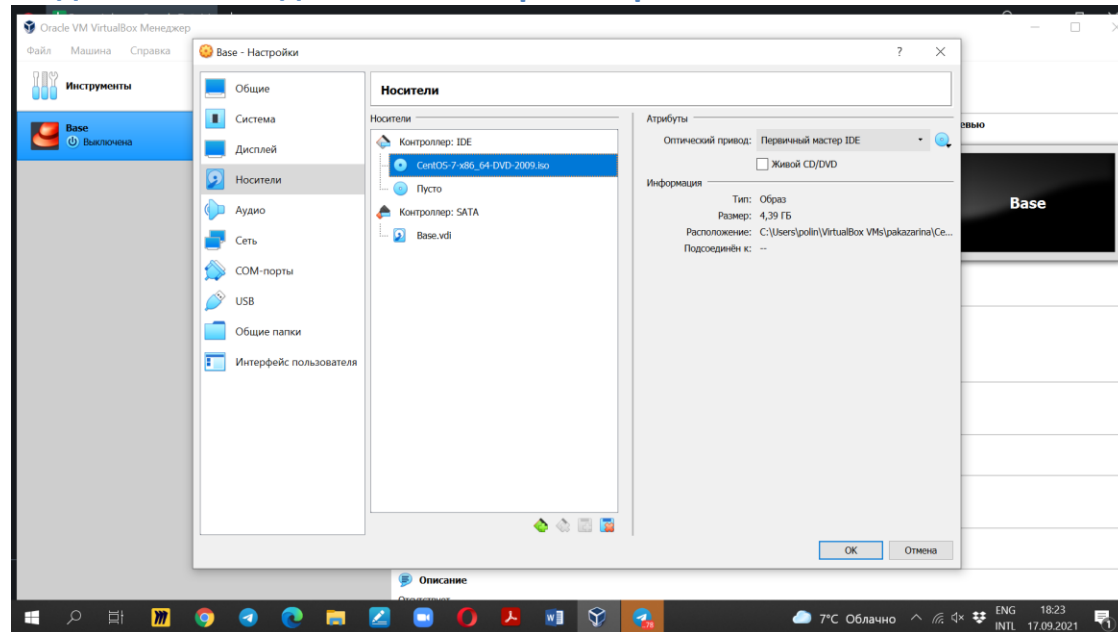 Oracle VM VirtualBox Менеджер
Файл Машина Справка
Инструменты
Base
Выключена
Base - Настройки
? 
Общие
Система
Дисплей
Носители
Аудио
Сеть
COM-порты
USB
Общие папки
Интерфейс пользователя
Носители
Носители
Контроллер: IDE
CentOS-7-x86_64-DVD-2009.iso
Пусто
Контроллер: SATA
Base.vdi
Атрибуты
Оптический привод: Первичный мастер IDE
Живой CD/DVD
Информация
Тип: Образ
Размер: 4,39 ГБ
Расположение: C:\Users\polin\VirtualBox VMs\pakazarina\Ce...
Подсоединён к: --
OK Отмена
Base
Описание
7°C Облачно
ENG 18:23
INTL 17.09.2021